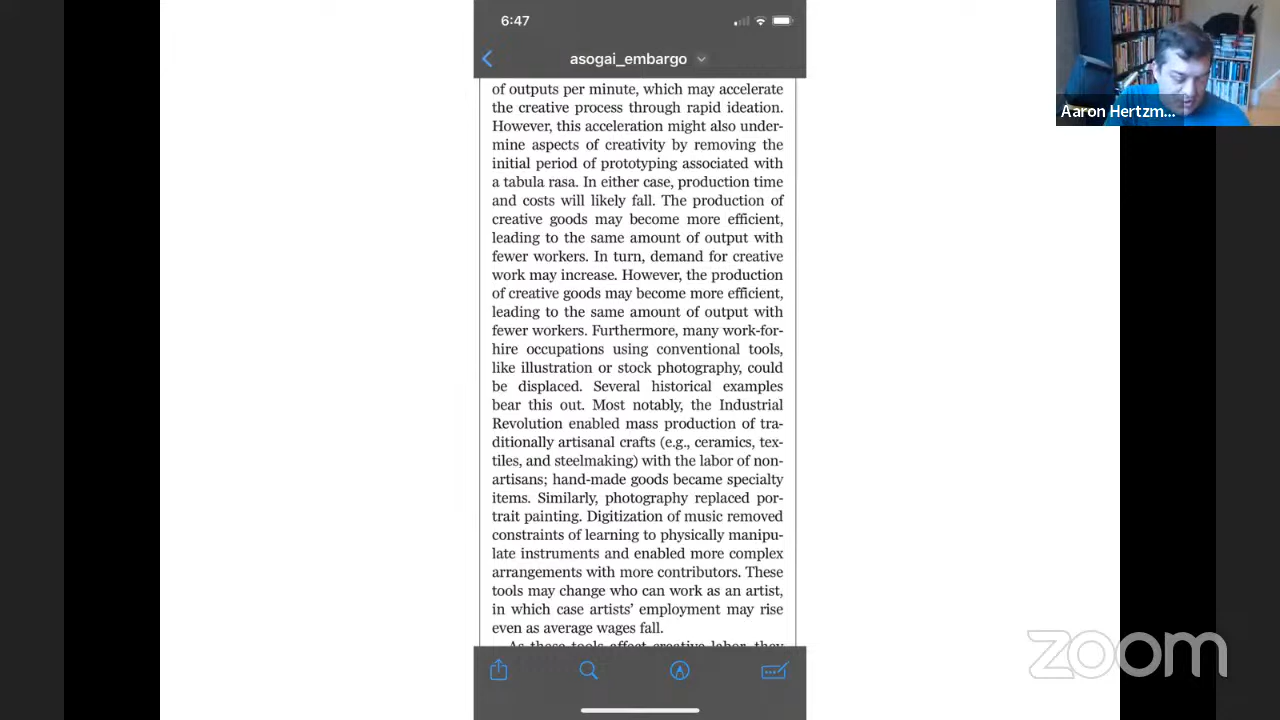 6:47
asogai_embargo
of outputs per minute, which may accelerate
the creative process through rapid ideation.
However, this acceleration might also under-
mine aspects of creativity by removing the
initial period of prototyping associated with
a tabula rasa. In either case, production time
and costs will likely fall. The production of
creative goods may become more efficient,
leading to the same amount of output with
fewer workers. In turn, demand for creative
work may increase. However, the production
of creative goods may become more efficient,
leading to the same amount of output with
fewer workers. Furthermore, many work-for-
hire occupations using conventional tools,
like illustration or stock photography, could
be displaced. Several historical examples
bear this out. Most notably, the Industrial
Revolution enabled mass production of tra-
ditionally artisanal crafts (e.g., ceramics, tex-
tiles, and steelmaking) with the labor of non-
artisans; hand-made goods became specialty
items. Similarly, photography replaced por-
trait painting. Digitization of music removed
constraints of learning to physically manipu-
late instruments and enabled more complex
arrangements with more contributors. These
tools may change who can work as an artist,
in which case artists’ employment may rise
even as average wages fall.
As these tools affect creative labor, they
Aaron Hertzm...
zoom